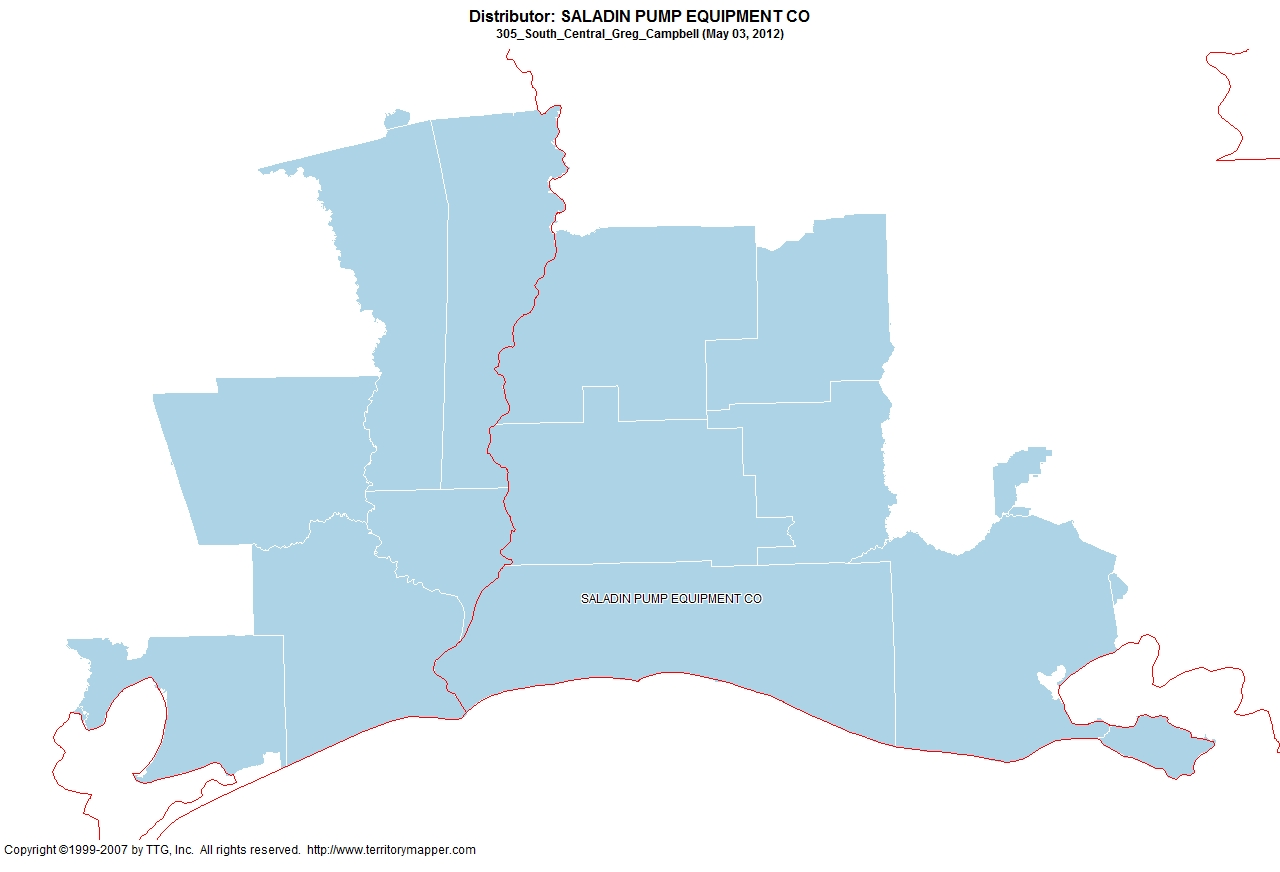 Distributor: SALADIN PUMP EQUIPMENT CO
305_South_Central_Greg_Campbell (May 03, 2012)
SALADIN PUMP EQUIPMENT CO
Copyright ©1999-2007 by TTG, Inc.  All rights reserved.  http://www.territorymapper.com